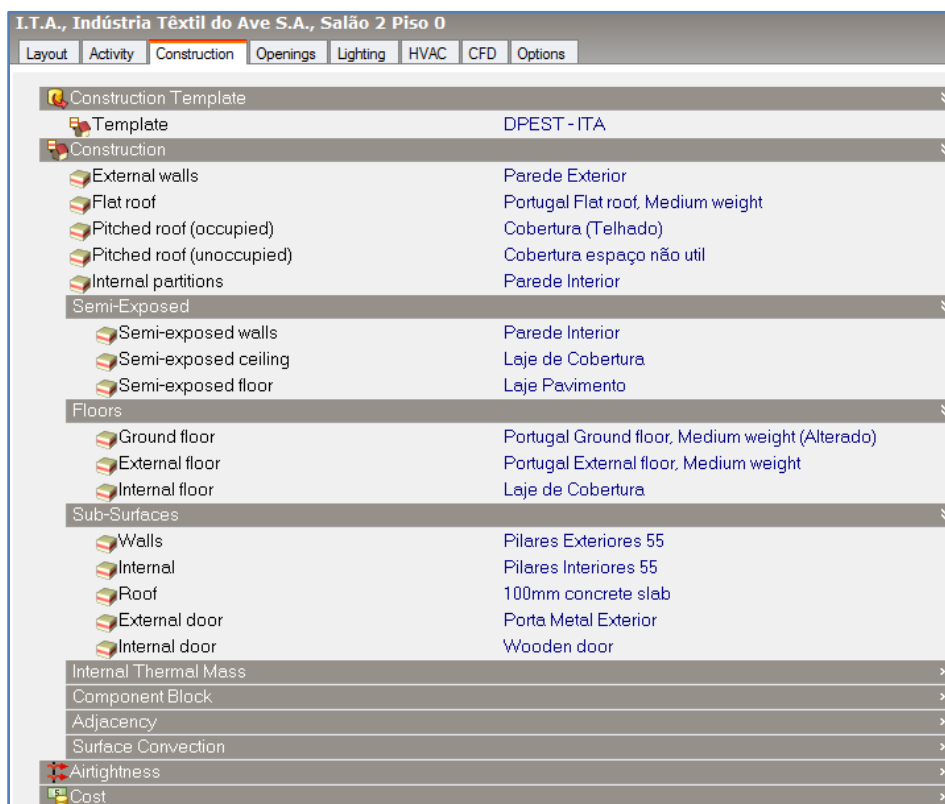 I.T.A., Indústria Têxtil do Ave S.A., Salão 2 Piso 0
Layout Activity Construction Openings Lighting HVAC CFD Options
Construction Template
Template DPEST - ITA
Construction
External walls Parede Exterior
Flat roof Portugal Flat roof, Medium weight
Pitched roof (occupied) Cobertura (Telhado)
Pitched roof (unoccupied) Cobertura espaço não util
Internal partitions Parede Interior
Semi-Exposed
Semi-exposed walls Parede Interior
Semi-exposed ceiling Laje de Cobertura
Semi-exposed floor Laje Pavimento
Floors
Ground floor Portugal Ground floor, Medium weight (Alterado)
External floor Portugal External floor, Medium weight
Internal floor Laje de Cobertura
Sub-Surfaces
Walls Pilares Exteriores 55
Internal Pilares Interiores 55
Roof 100mm concrete slab
External door Porta Metal Exterior
Internal door Wooden door
Internal Thermal Mass
Component Block
Adjacency
Surface Convection
Airtightness
Cost